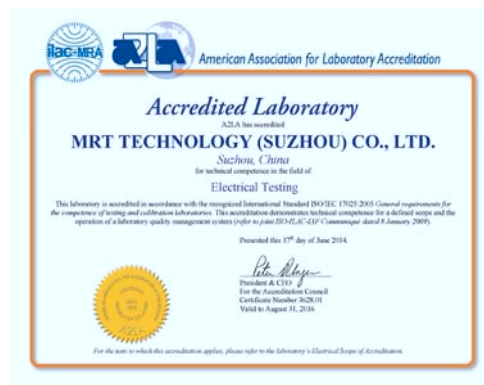 ilac-MRA
A2LA
American Association for Laboratory Accreditation
Accredited Laboratory
A2LA has accredited
MRT TECHNOLOGY (SUZHOU) CO., LTD.
Suzhou, China
for technical competence in the field of
Electrical Testing
This laboratory is accredited in accordance with the recognized International Standard ISO/IEC 17025:2005 General requirements for
the competence of testing and calibration laboratories. This accreditation demonstrates technical competence for a defined scope and the
operation of a laboratory quality management system (refer to joint ISO-ILAC-IAF Communiqué dated 8 January 2009).
Presented this 17th day of June 2014.
President & CEO
For the Accreditation Council
Certificate Number 3628.01
Valid to August 31, 2016
A2LA
For the tests to which this accreditation applies, please refer to the laboratory's Electrical Scope of Accreditation.